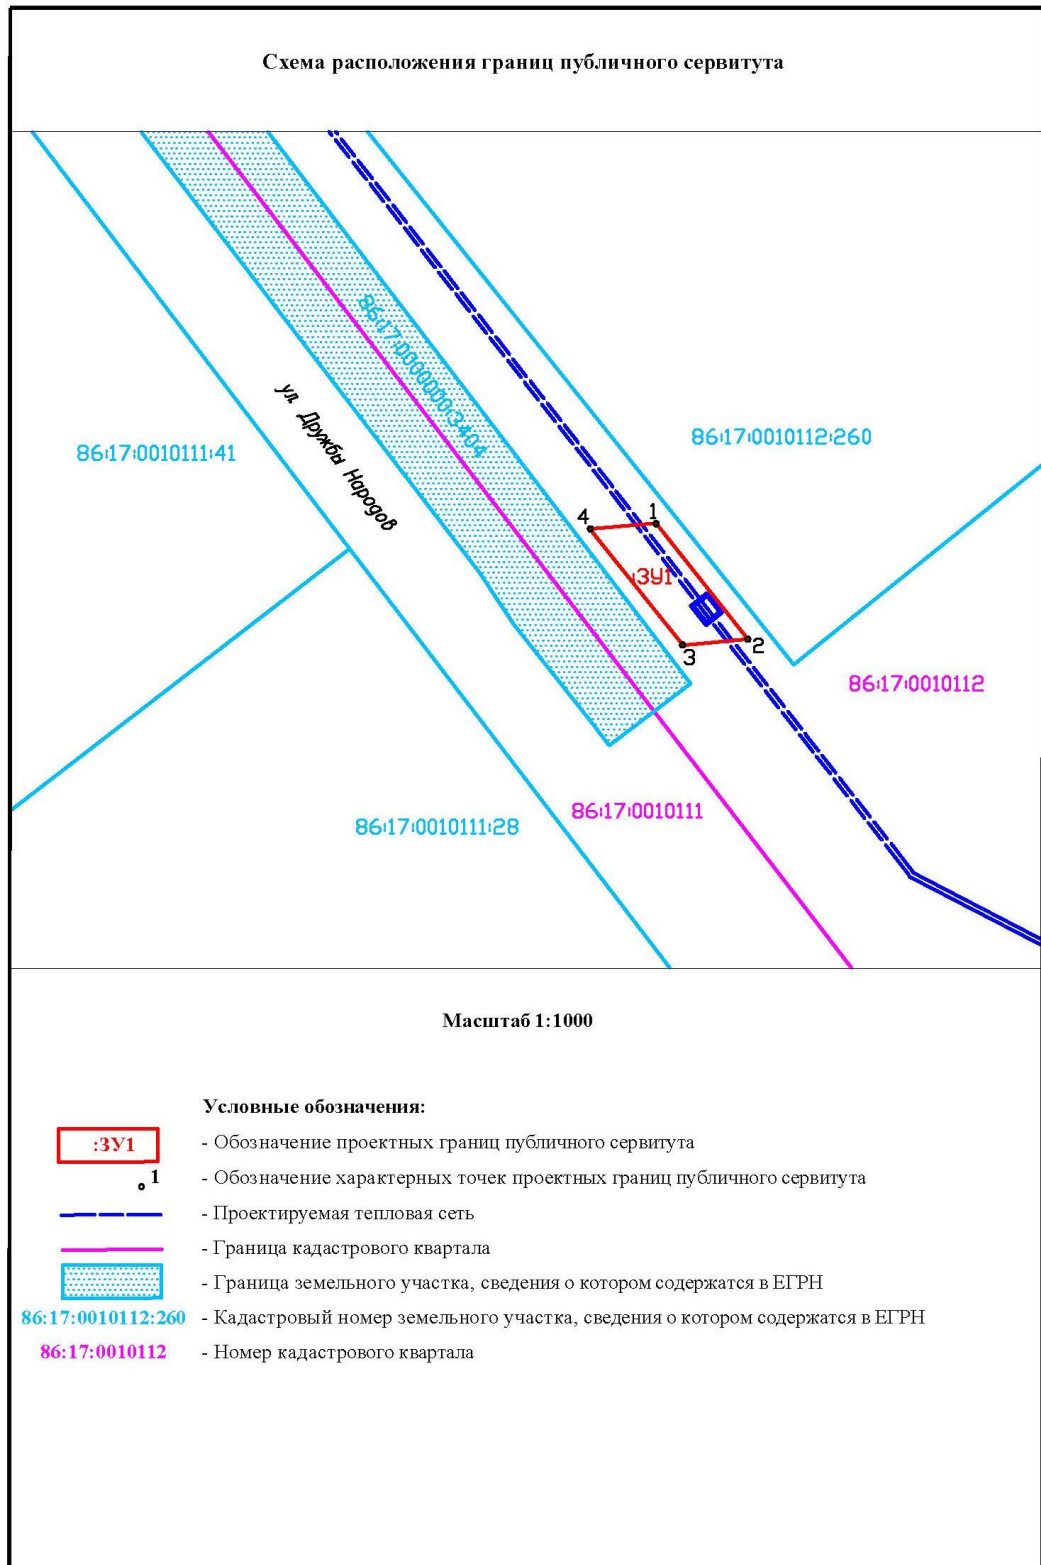 Схема расположения границ публичного сервитута
86:17:0000000:3404
ул. Дружбы Народов
86:17:0010111:41
86:17:0010112:260
4
1
:ЗУ1
2
3
86:17:0010112
86:17:0010111
86:17:0010111:28
Масштаб 1:1000
Условные обозначения:
:ЗУ1 - Обозначение проектных границ публичного сервитута
1 - Обозначение характерных точек проектных границ публичного сервитута
- Проектируемая тепловая сеть
- Граница кадастрового квартала
- Граница земельного участка, сведения о котором содержатся в ЕГРН
86:17:0010112:260 - Кадастровый номер земельного участка, сведения о котором содержатся в ЕГРН
86:17:0010112 - Номер кадастрового квартала